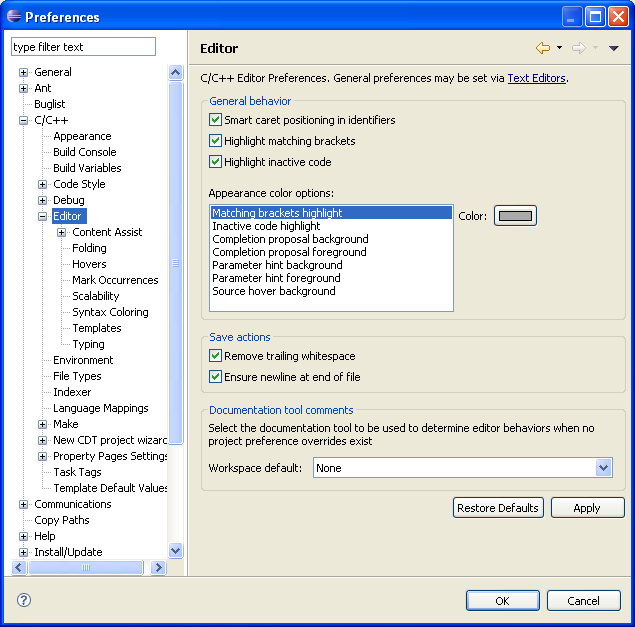 Preferences
type filter text
General
Ant
Buglist
C/C++
Appearance
Build Console
Build Variables
Code Style
Debug
Editor
Content Assist
Folding
Hovers
Mark Occurrences
Scalability
Syntax Coloring
Templates
Typing
Environment
File Types
Indexer
Language Mappings
Make
New CDT project wizard
Property Pages Settings
Task Tags
Template Default Values
Communications
Copy Paths
Help
Install/Update
Editor
C/C++ Editor Preferences. General preferences may be set via Text Editors.
General behavior
Smart caret positioning in identifiers
Highlight matching brackets
Highlight inactive code
Appearance color options:
Matching brackets highlight
Inactive code highlight
Completion proposal background
Completion proposal foreground
Parameter hint background
Parameter hint foreground
Source hover background
Color:
Save actions
Remove trailing whitespace
Ensure newline at end of file
Documentation tool comments
Select the documentation tool to be used to determine editor behaviors when no
project preference overrides exist
Workspace default: None
Restore Defaults Apply
? OK Cancel